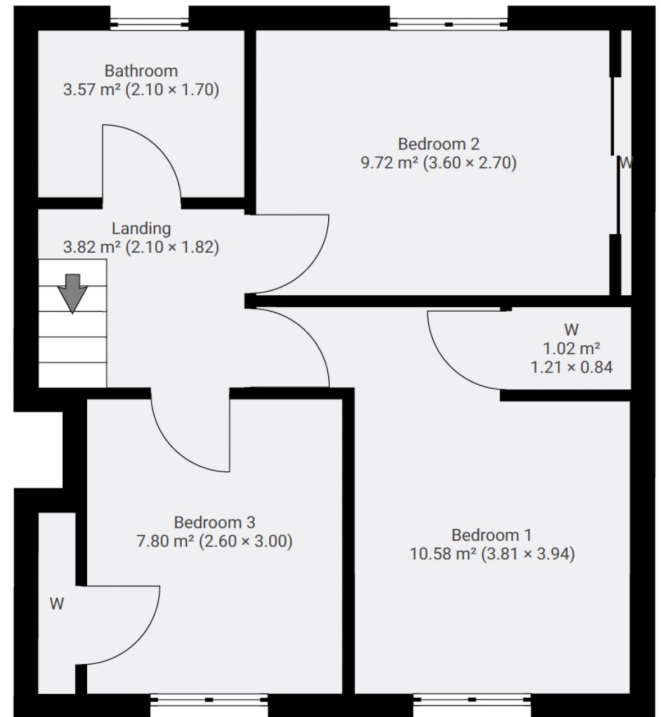 Bathroom
3.57 m² (2.10 × 1.70)
Bedroom 2
9.72 m² (3.60 × 2.70)
W
Landing
3.82 m² (2.10 × 1.82)
W
1.02 m²
1.21 × 0.84
Bedroom 3
7.80 m² (2.60 × 3.00)
Bedroom 1
10.58 m² (3.81 × 3.94)
W